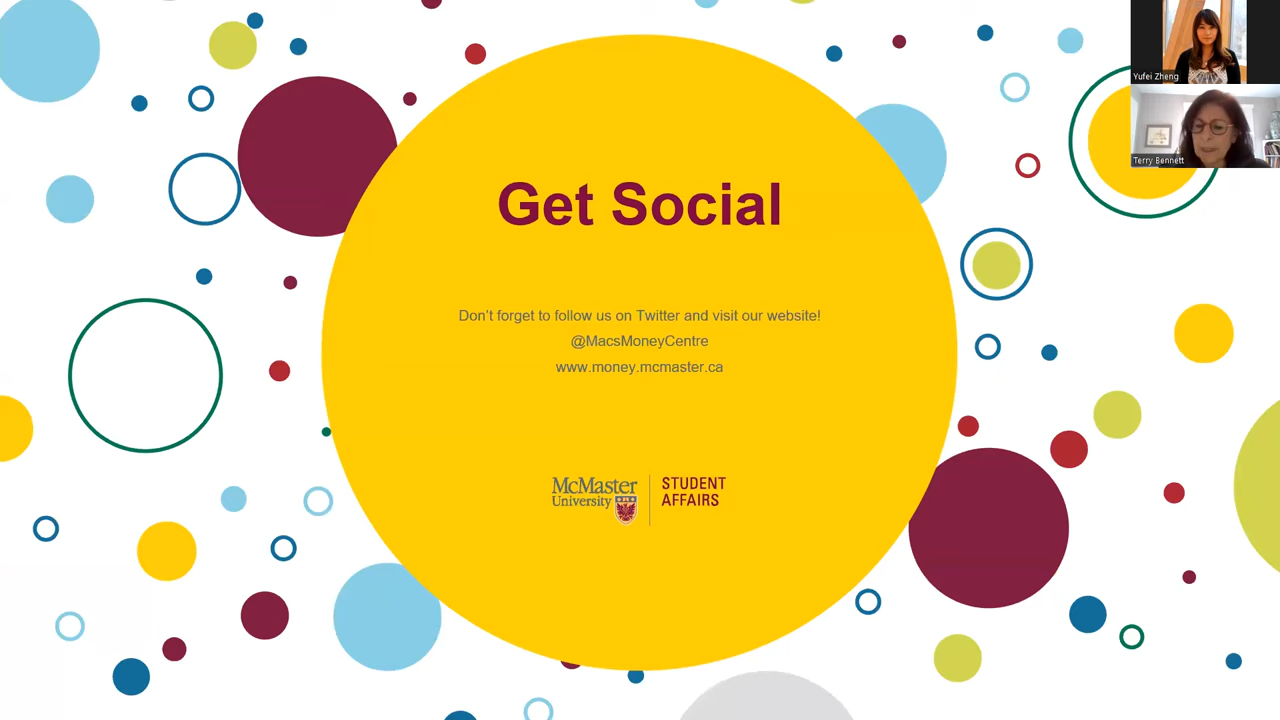 Get Social
Don't forget to follow us on Twitter and visit our website!
@MacsMoneyCentre
www.money.mcmaster.ca
McMaster
University
STUDENT
AFFAIRS
Yufei Zheng
Terry Bennett